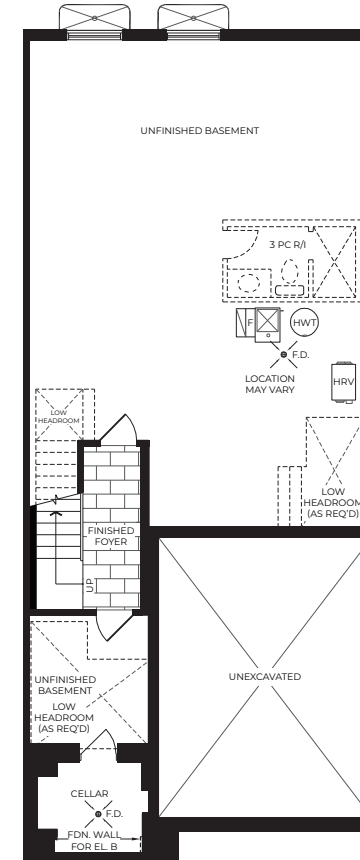 UNFINISHED BASEMENT
3 PC R/I
F
HWT
F.D.
LOCATION
MAY VARY
HRV
LOW
HEADROOM
LOW
HEADROOM
(AS REQ'D)
FINISHED
FOYER
UP
UNFINISHED
BASEMENT
LOW
HEADROOM
(AS REQ'D)
UNEXCAVATED
CELLAR
F.D.
FDN. WALL
FOR EL. B